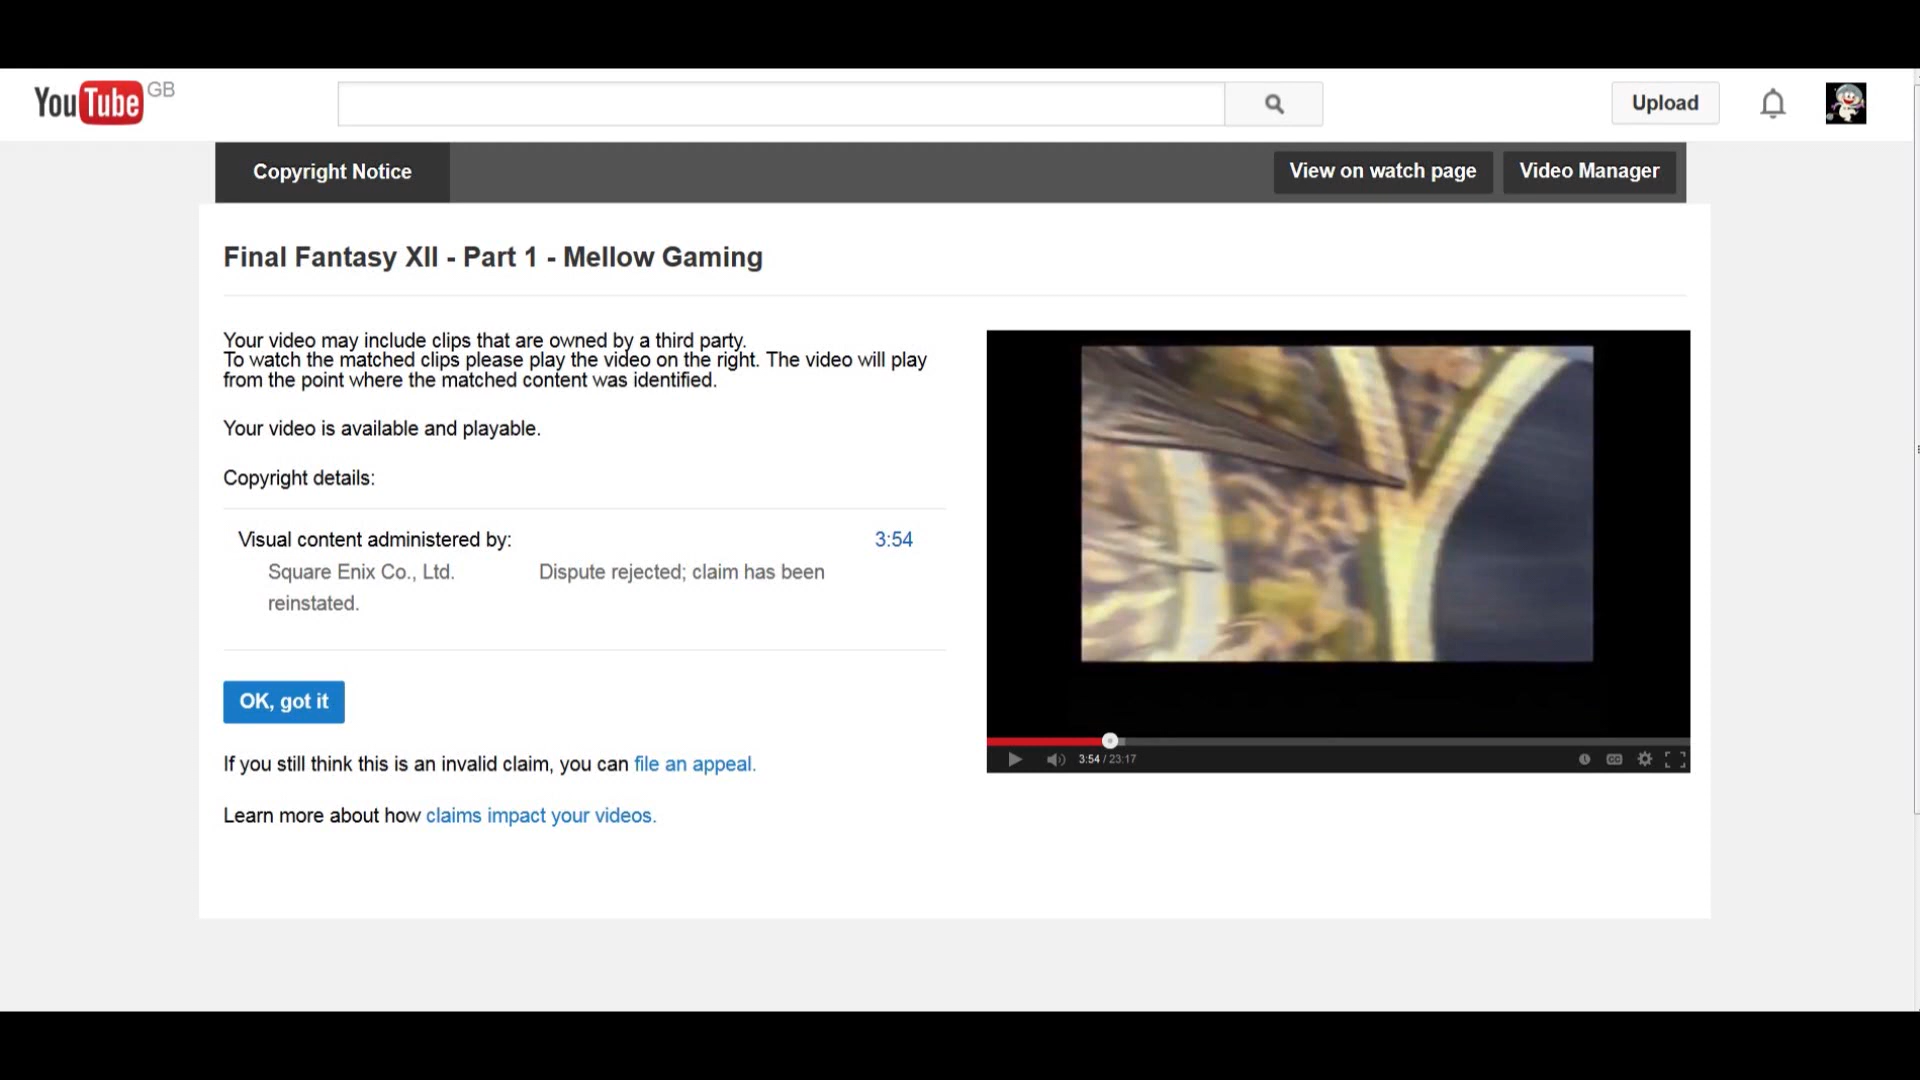 YouTube GB
Upload
Copyright Notice
View on watch page
Video Manager
Final Fantasy XII - Part 1 - Mellow Gaming
Your video may include clips that are owned by a third party.
To watch the matched clips please play the video on the right. The video will play
from the point where the matched content was identified.
Your video is available and playable.
Copyright details:
Visual content administered by:
3:54
Square Enix Co., Ltd.
Dispute rejected; claim has been
reinstated.
OK, got it
If you still think this is an invalid claim, you can file an appeal.
Learn more about how claims impact your videos.
3:54 / 23:17
CC